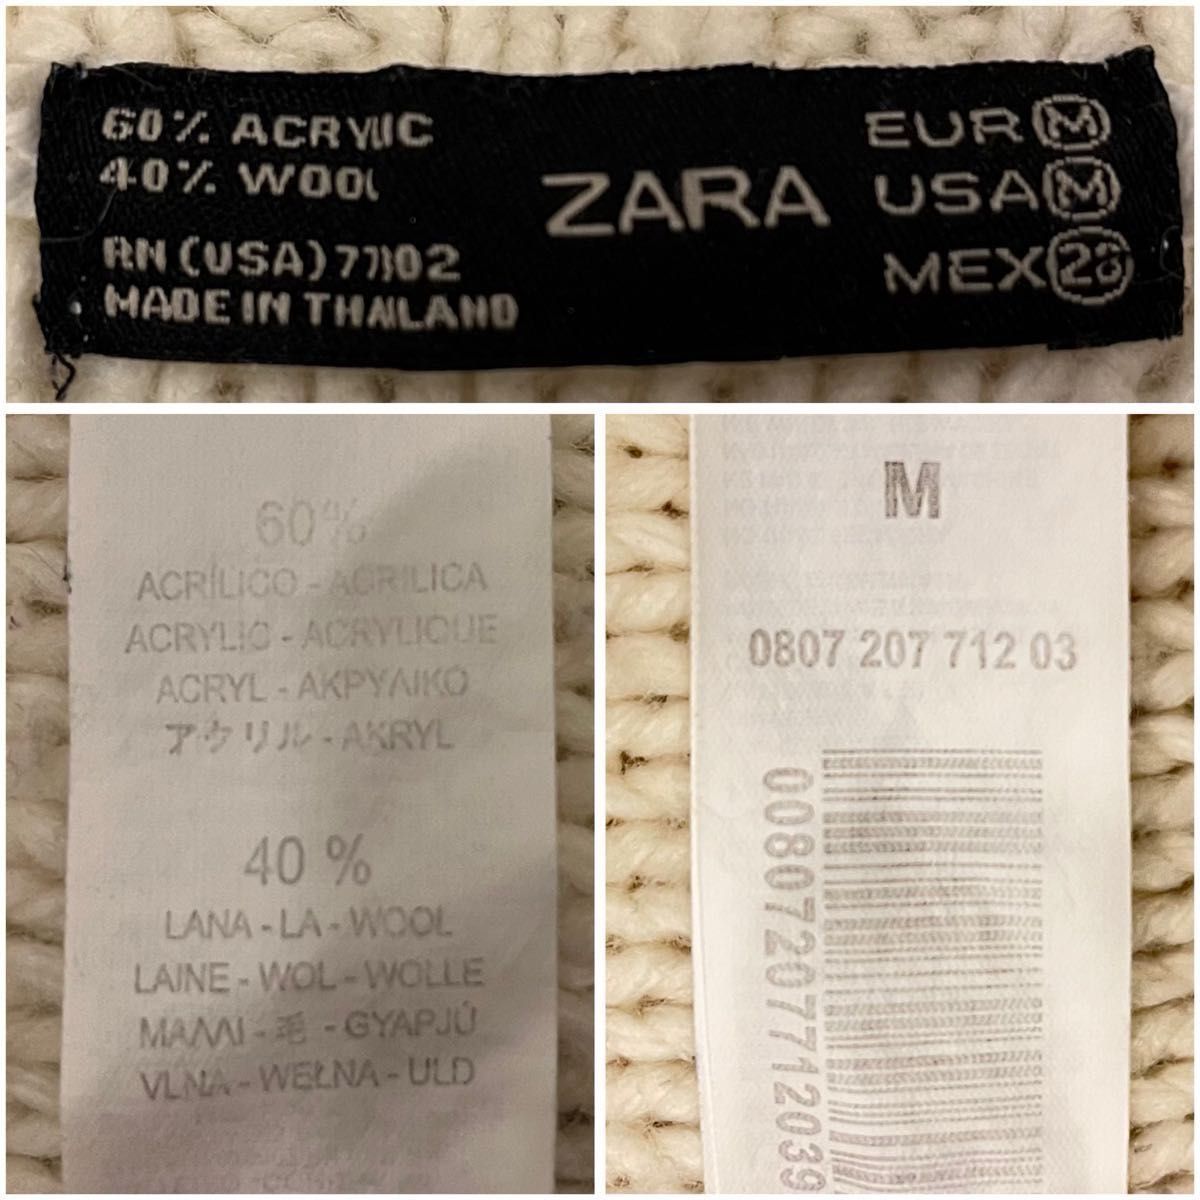 60% ACRYLIC
40% WOOL
RN (USA) 77302
MADE IN THAILAND
ZARA
EUR M
USA M
MEX 28
60%
ACRÍLICO - ACRILICA
ACRYLIC - ACRYLIQUE
ACRYL - ΑΚΡΥΛΙΚΟ
アクリル - AKRYL
40 %
LANA - LA - WOOL
LAINE - WOL - WOLLE
ΜΑΛΛΙ - 毛 - GYAPJÚ
VLNA - WEŁNA - ULD
M
0807 207 712 03
00807207712039